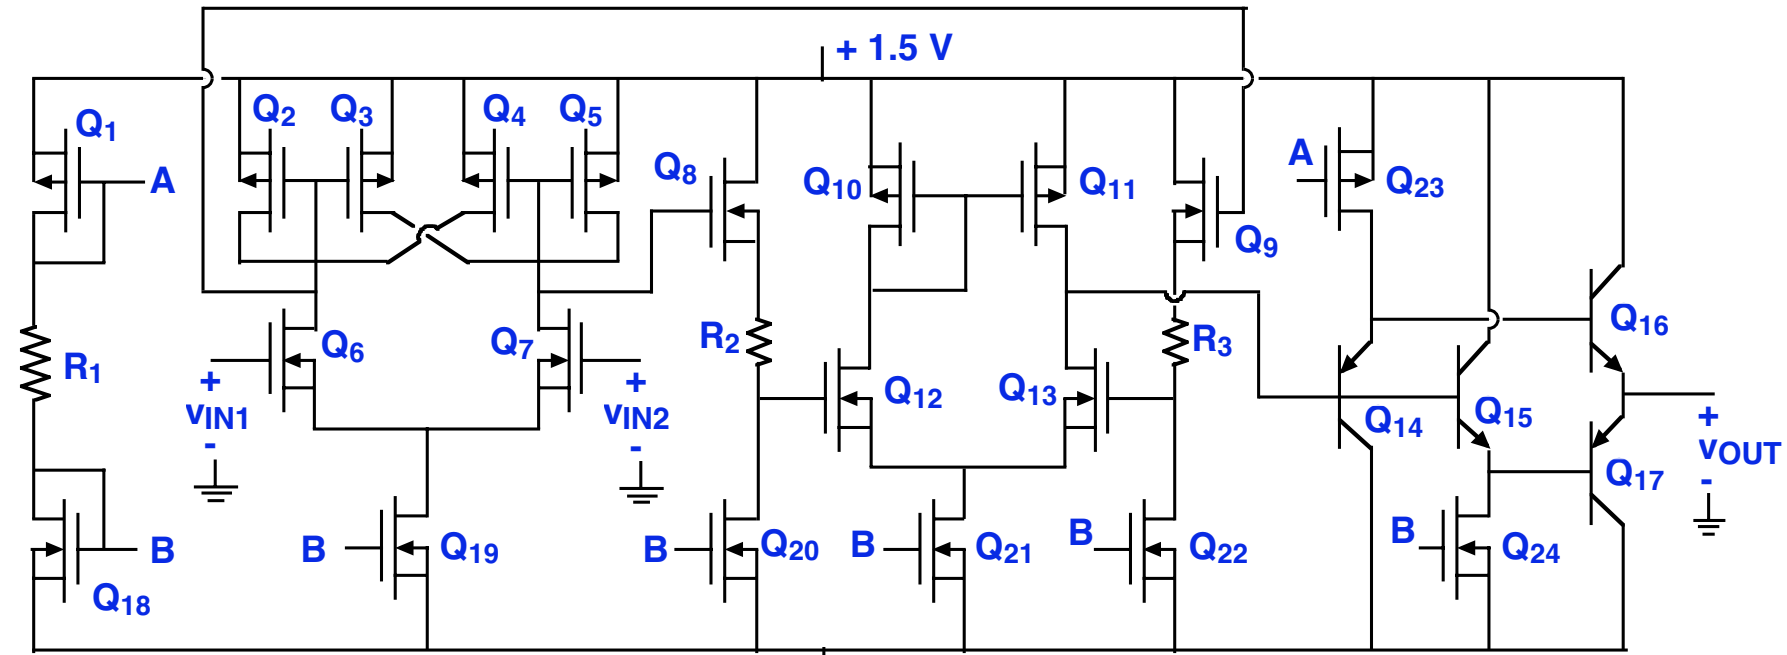 + 1.5 V
Q2
Q3
Q4
Q5
Q1
A
Q8
Q10
Q11
A
Q23
Q9
Q6
Q7
R2
R3
Q16
R1
+
vIN1
-
+
vIN2
-
Q12
Q13
Q14
Q15
+
vOUT
-
Q17
B
Q18
B
Q19
B
Q20
B
Q21
B
Q22
B
Q24